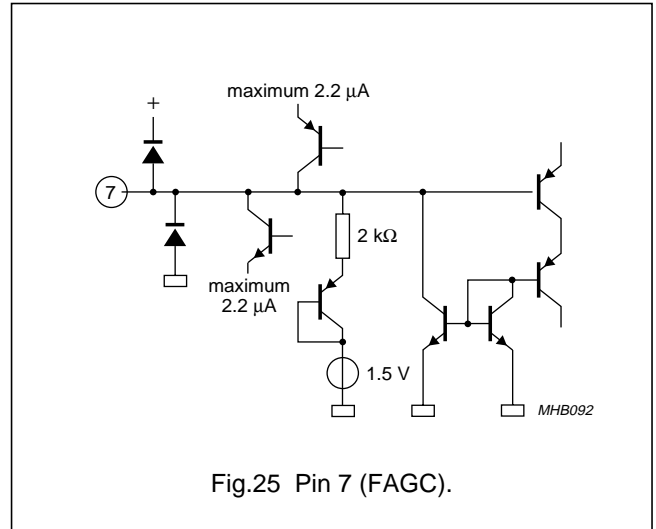 maximum 2.2 μA
+
7
2 kΩ
maximum
2.2 μA
1.5 V
MHB092
Fig.25 Pin 7 (FAGC).